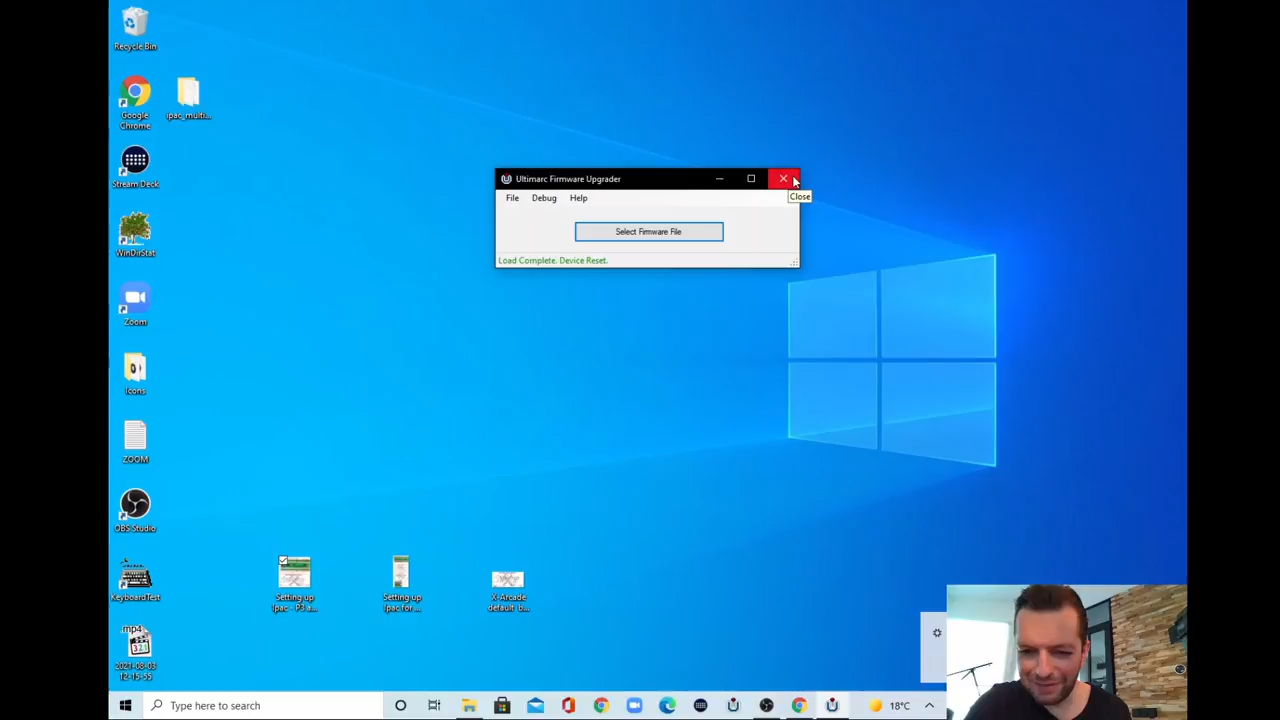 Recycle Bin
Google
Chrome
ipac_multi...
Stream Deck
WinDirStat
Zoom
Icons
ZOOM
OBS Studio
KeyboardTest
.mp4
321
2021-08-03
12-15-55
Ultimarc Firmware Upgrader
Close
File Debug Help
Select Firmware File
Load Complete. Device Reset.
Setting up
Ipac - P3 a...
Setting up
Ipac for ...
X-Arcade
default_b...
Type here to search
18°C